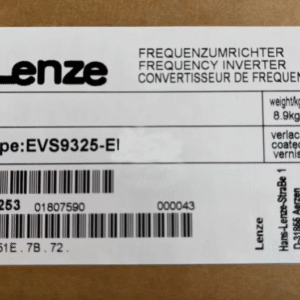 Lenze
FREQUENZUMRICHTER
FREQUENCY INVERTER
CONVERTISSEUR DE FREQUEN
weight/kg
8.9kg
pe:EVS9325-EI
verlac
coated
vernis
253 01807590 000043
51E . 7B . 72 .
Lenze
Hans-Lenze-Straße 1
D-31855 Aerzen